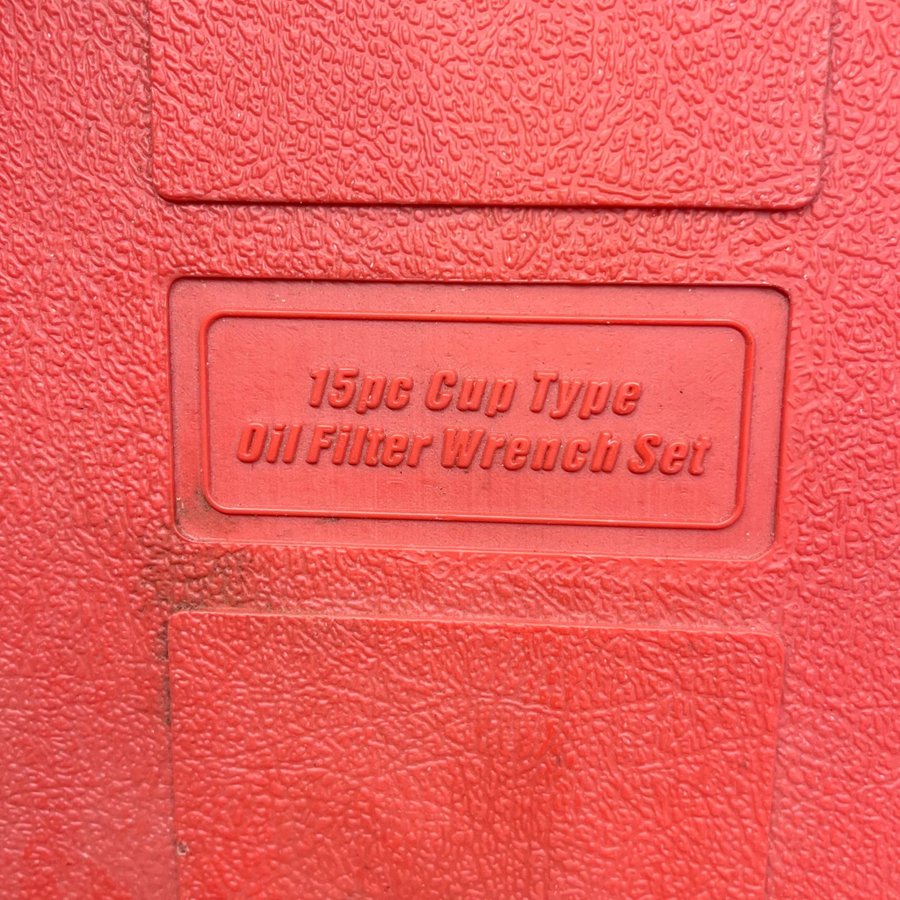 15pc Cup Type
Oil Filter Wrench Set